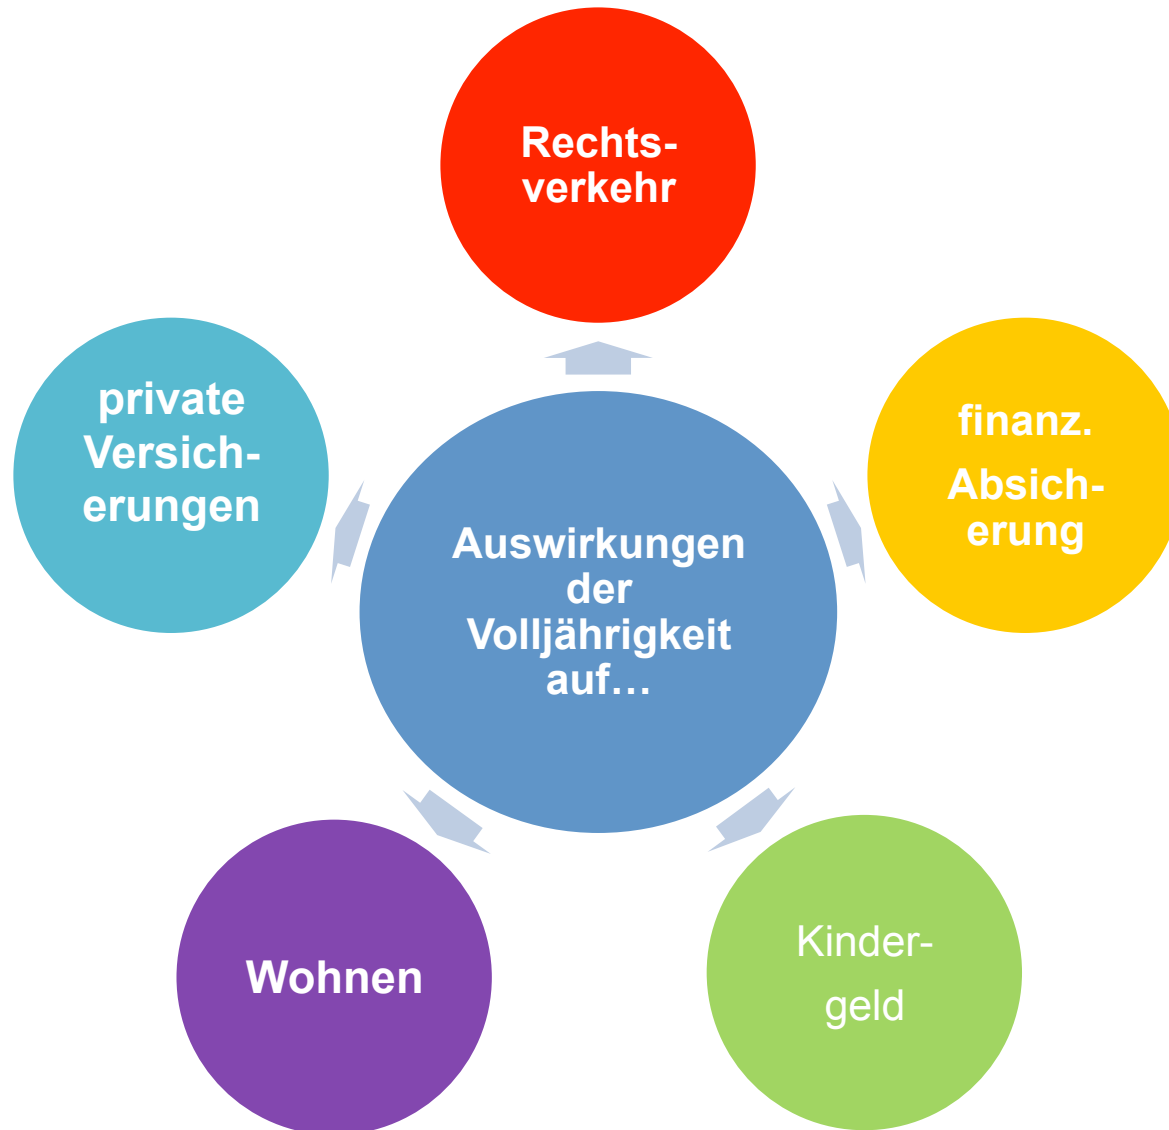 Rechts-
verkehr
private
Versich-
erungen
finanz.
Absich-
erung
Auswirkungen
der
Volljährigkeit
auf…
Wohnen
Kinder-
geld